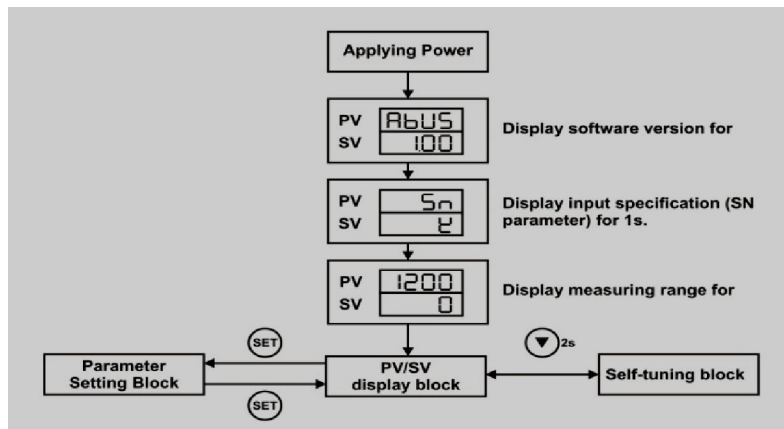 Applying Power
PV AbUS
SV 1.00
Display software version for
PV Sn
SV
Display input specification (SN
parameter) for 1s.
PV 1200
SV 0
Display measuring range for
SET
2s
Parameter
Setting Block
PV/SV
display block
Self-tuning block
SET